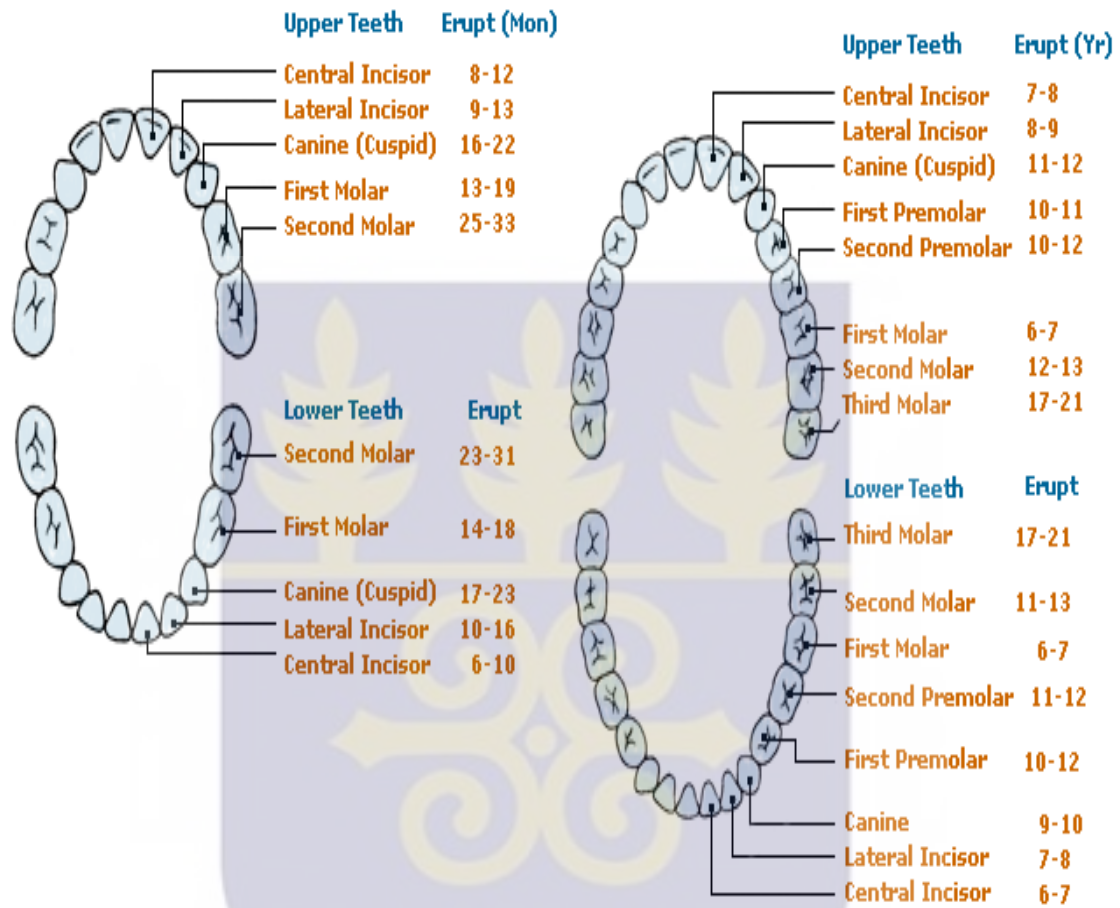 Upper Teeth Erupt (Mon)
Central Incisor 8-12
Lateral Incisor 9-13
Canine (Cuspid) 16-22
First Molar 13-19
Second Molar 25-33
Lower Teeth Erupt
Second Molar 23-31
First Molar 14-18
Canine (Cuspid) 17-23
Lateral Incisor 10-16
Central Incisor 6-10
Upper Teeth Erupt (Yr)
Central Incisor 7-8
Lateral Incisor 8-9
Canine (Cuspid) 11-12
First Premolar 10-11
Second Premolar 10-12
First Molar 6-7
Second Molar 12-13
Third Molar 17-21
Lower Teeth Erupt
Third Molar 17-21
Second Molar 11-13
First Molar 6-7
Second Premolar 11-12
First Premolar 10-12
Canine 9-10
Lateral Incisor 7-8
Central Incisor 6-7